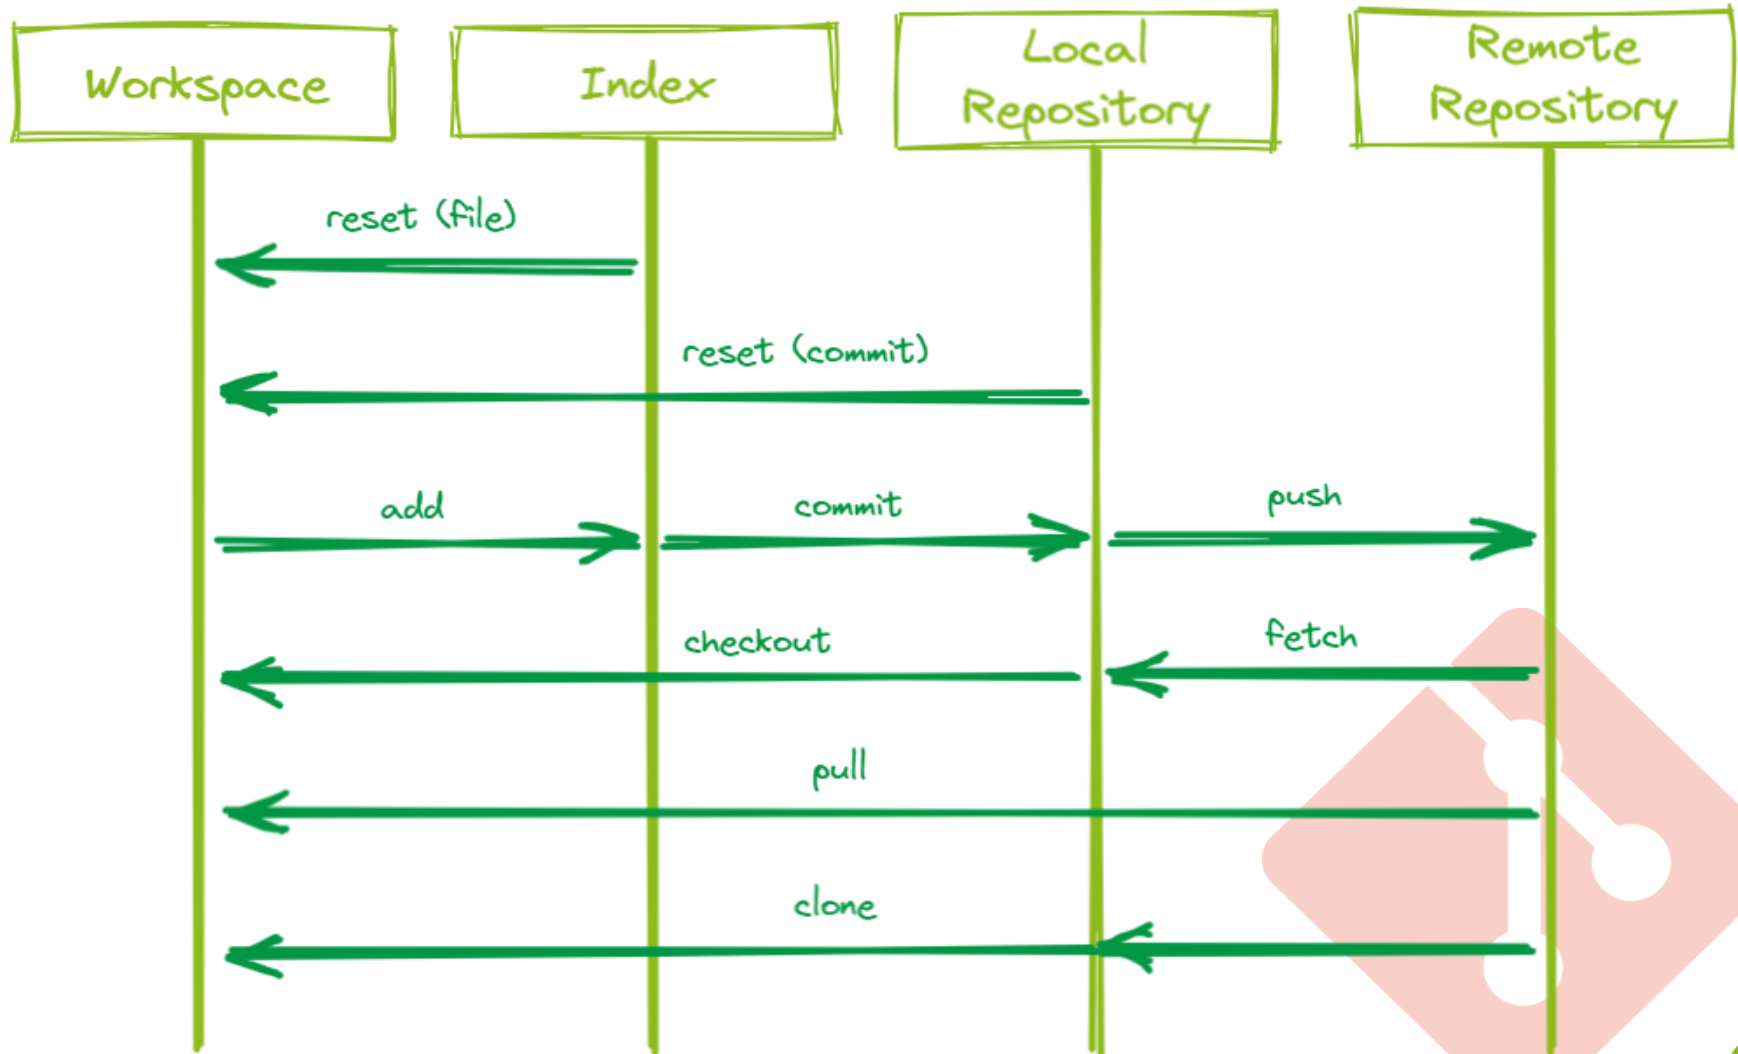 Workspace
Index
Local
Repository
Remote
Repository
reset (file)
reset (commit)
add
commit
push
checkout
fetch
pull
clone